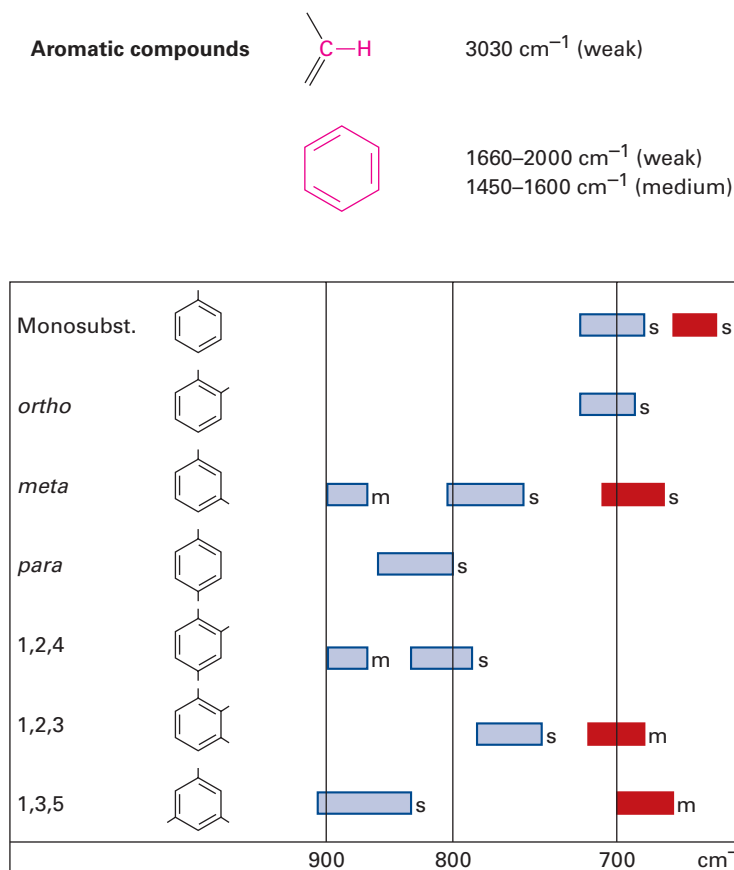 Aromatic compounds C—H 3030 cm⁻¹ (weak)
1660–2000 cm⁻¹ (weak)
1450–1600 cm⁻¹ (medium)
Monosubst. s s
ortho s
meta m s s
para s
1,2,4 m s
1,2,3 s m
1,3,5 s m
900 800 700 cm⁻